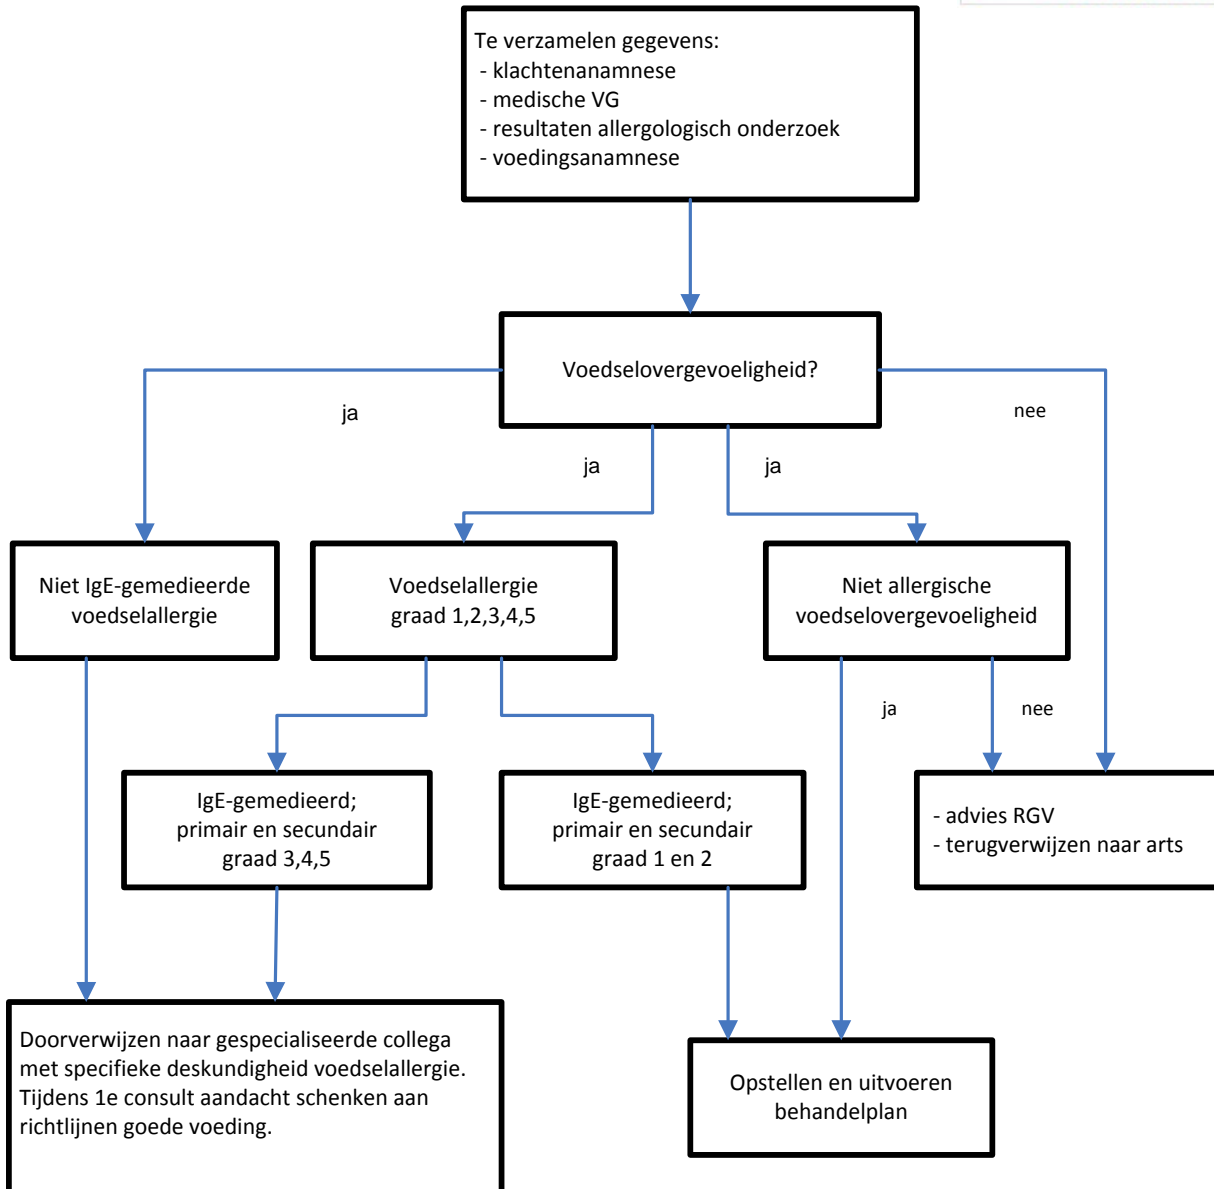 Te verzamelen gegevens:
- klachtenanamnese
- medische VG
- resultaten allergologisch onderzoek
- voedingsanamnese
Voedselovergevoeligheid?
ja
nee
ja
ja
Niet IgE-gemedieerde
voedselallergie
Voedselallergie
graad 1,2,3,4,5
Niet allergische
voedselovergevoeligheid
ja
nee
IgE-gemedieerd;
primair en secundair
graad 3,4,5
IgE-gemedieerd;
primair en secundair
graad 1 en 2
- advies RGV
- terugverwijzen naar arts
Doorverwijzen naar gespecialiseerde collega
met specifieke deskundigheid voedselallergie.
Tijdens 1e consult aandacht schenken aan
richtlijnen goede voeding.
Opstellen en uitvoeren
behandelplan